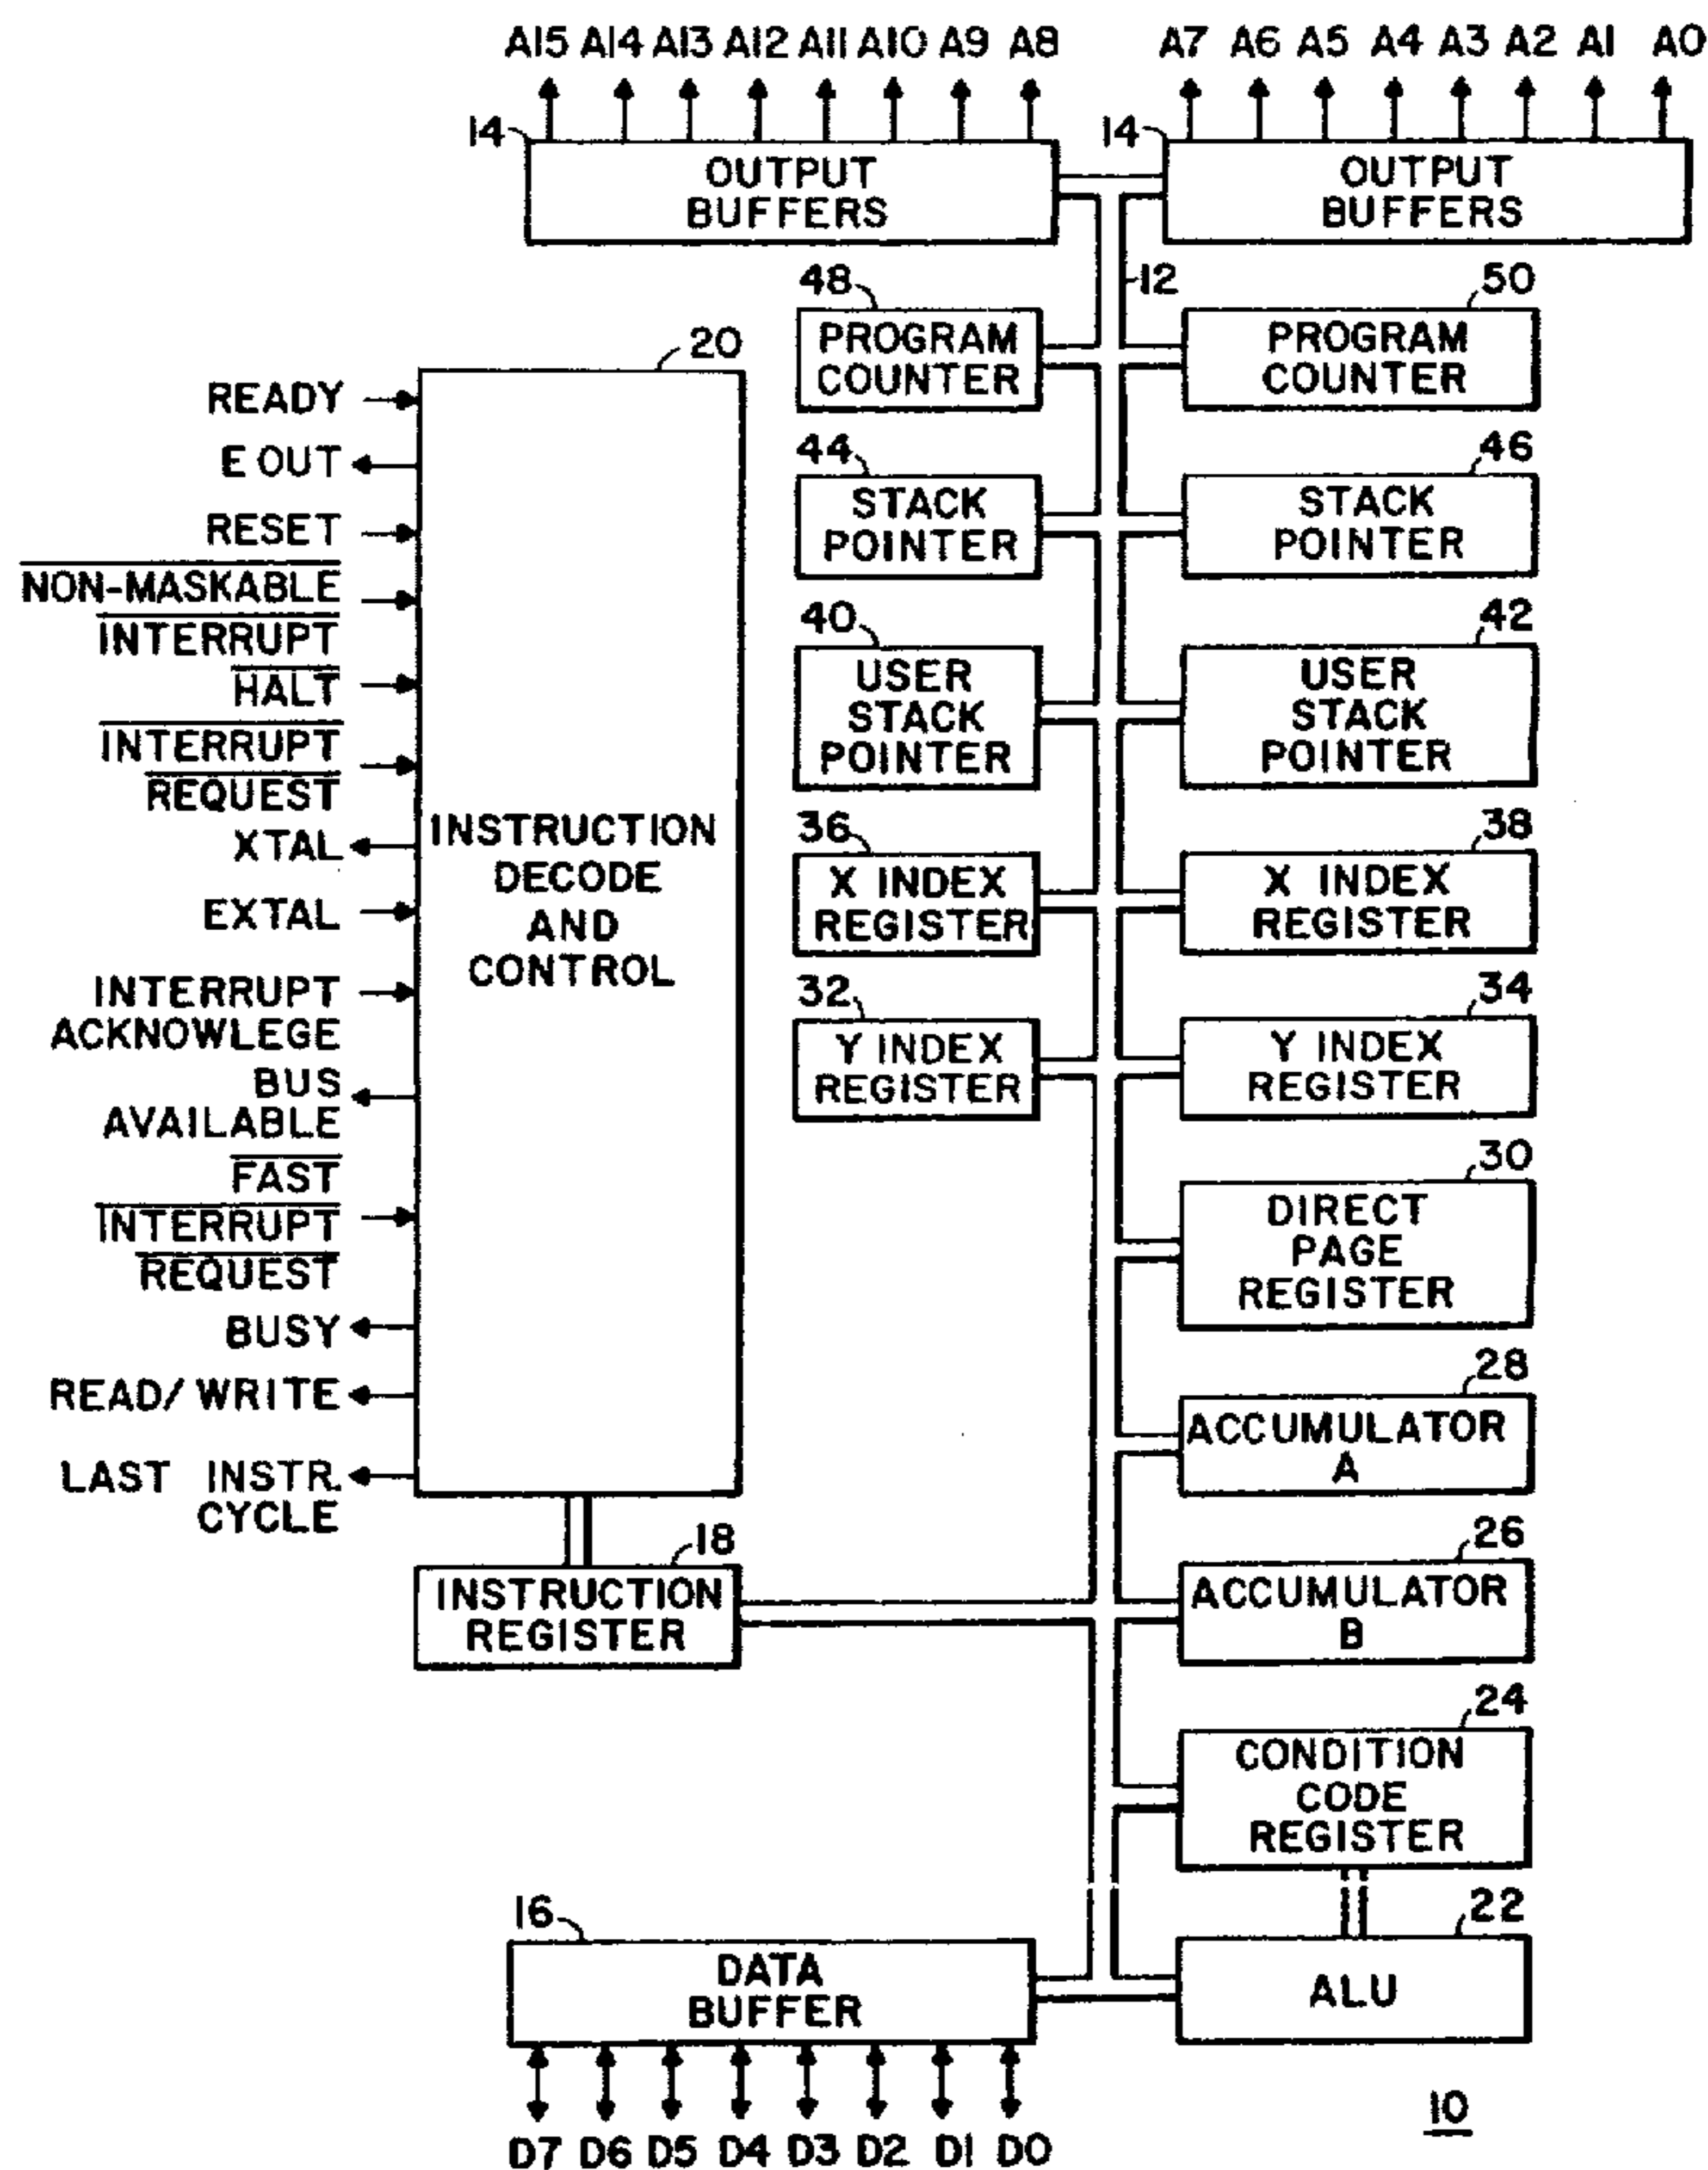 A15 A14 A13 A12 A11 A10 A9 A8 A7 A6 A5 A4 A3 A2 A1 A0
14
OUTPUT
BUFFERS
14
OUTPUT
BUFFERS
12
48
PROGRAM
COUNTER
50
PROGRAM
COUNTER
44
STACK
POINTER
46
STACK
POINTER
40
USER
STACK
POINTER
42
USER
STACK
POINTER
36
X INDEX
REGISTER
38
X INDEX
REGISTER
32
Y INDEX
REGISTER
34
Y INDEX
REGISTER
30
DIRECT
PAGE
REGISTER
28
ACCUMULATOR
A
26
ACCUMULATOR
B
24
CONDITION
CODE
REGISTER
22
ALU
20
READY
E OUT
RESET
NON-MASKABLE
INTERRUPT
HALT
INTERRUPT
REQUEST
XTAL
EXTAL
INTERRUPT
ACKNOWLEGE
BUS
AVAILABLE
FAST
INTERRUPT
REQUEST
BUSY
READ/WRITE
LAST INSTR.
CYCLE
INSTRUCTION
DECODE
AND
CONTROL
18
INSTRUCTION
REGISTER
16
DATA
BUFFER
D7 D6 D5 D4 D3 D2 D1 D0
10